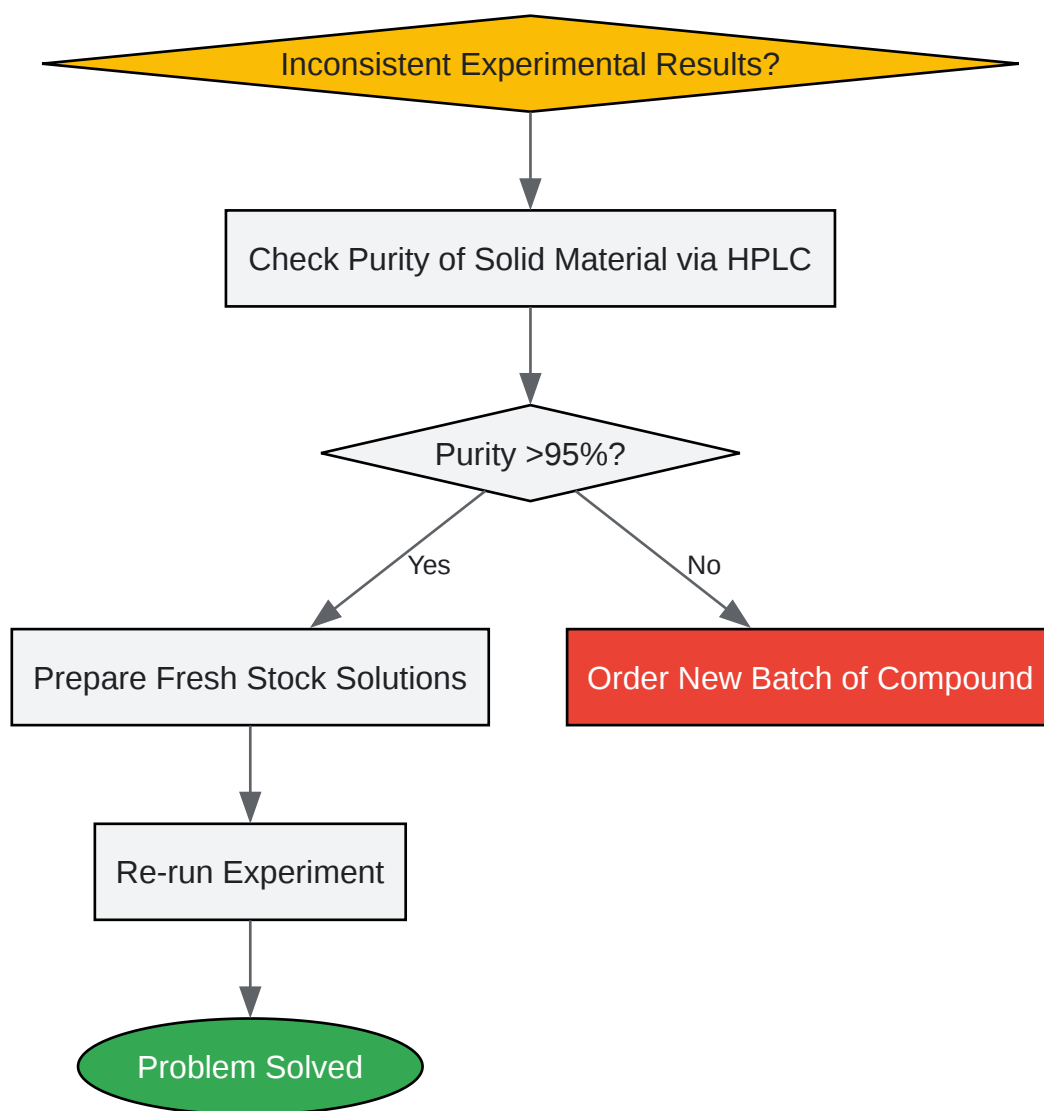 Inconsistent Experimental Results?
Check Purity of Solid Material via HPLC
Purity >95%?
Yes
No
Prepare Fresh Stock Solutions
Order New Batch of Compound
Re-run Experiment
Problem Solved